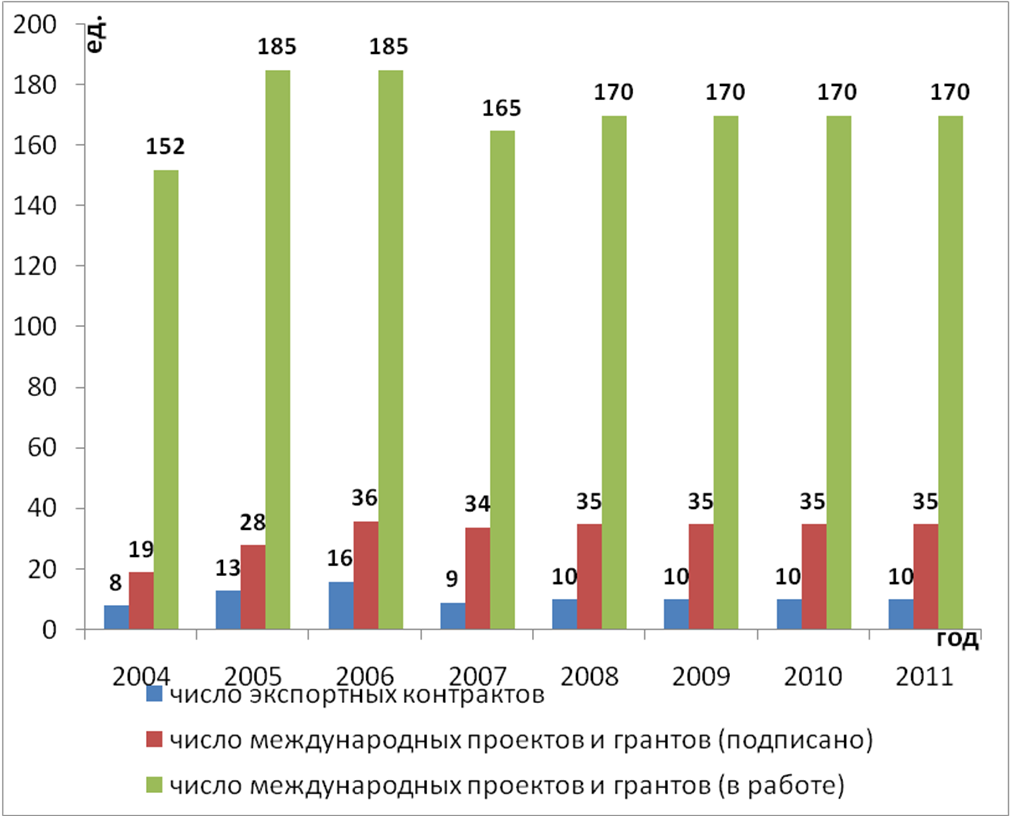 ед.
200
180
160
140
120
100
80
60
40
20
0
8 19 152
13 28 185
16 36 185
9 34 165
10 35 170
10 35 170
10 35 170
10 35 170
год
2004 2005 2006 2007 2008 2009 2010 2011
число экспортных контрактов
число международных проектов и грантов (подписано)
число международных проектов и грантов (в работе)